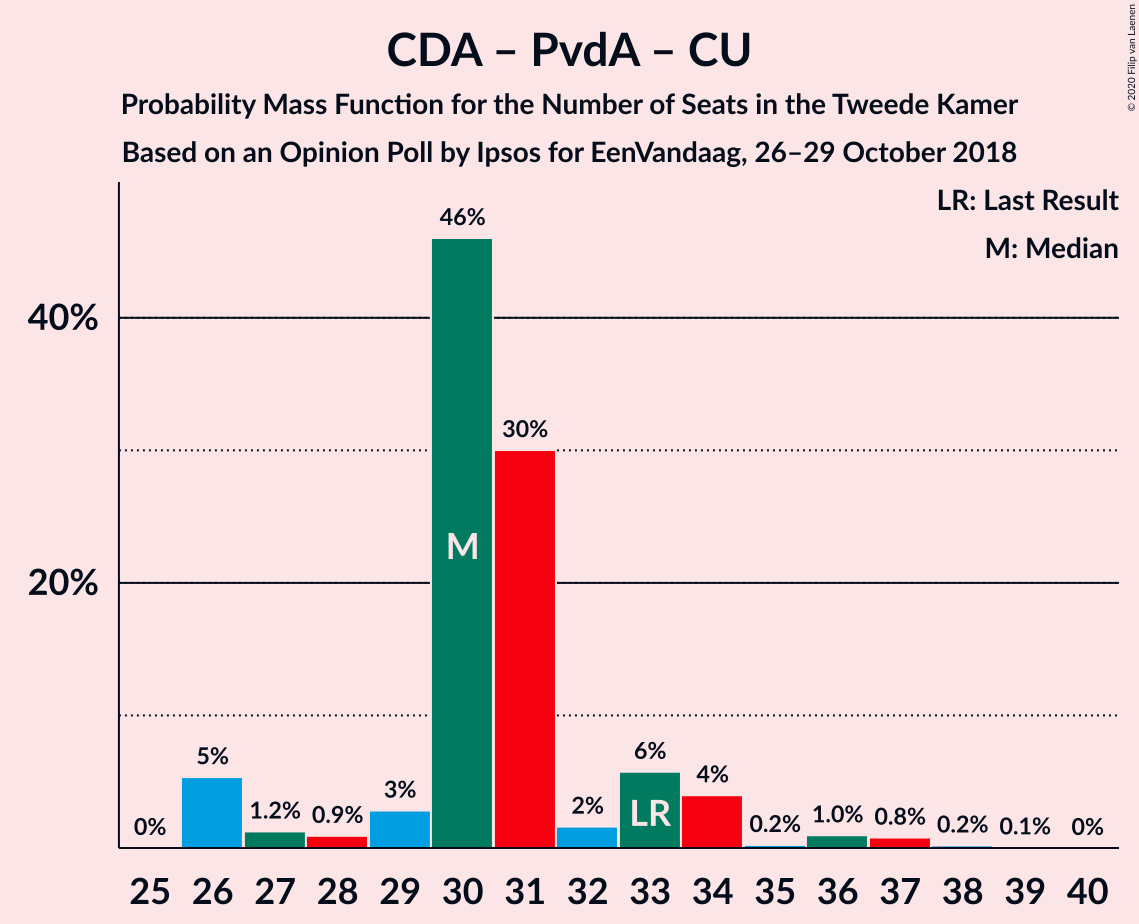 CDA – PvdA – CU
Probability Mass Function for the Number of Seats in the Tweede Kamer
Based on an Opinion Poll by Ipsos for EenVandaag, 26–29 October 2018
© 2020 Filip van Laenen
LR: Last Result
M: Median
40%
20%
0%
5%
1.2%
0.9%
3%
46%
30%
2%
6%
4%
0.2%
1.0%
0.8%
0.2%
0.1%
0%
M
LR
25 26 27 28 29 30 31 32 33 34 35 36 37 38 39 40